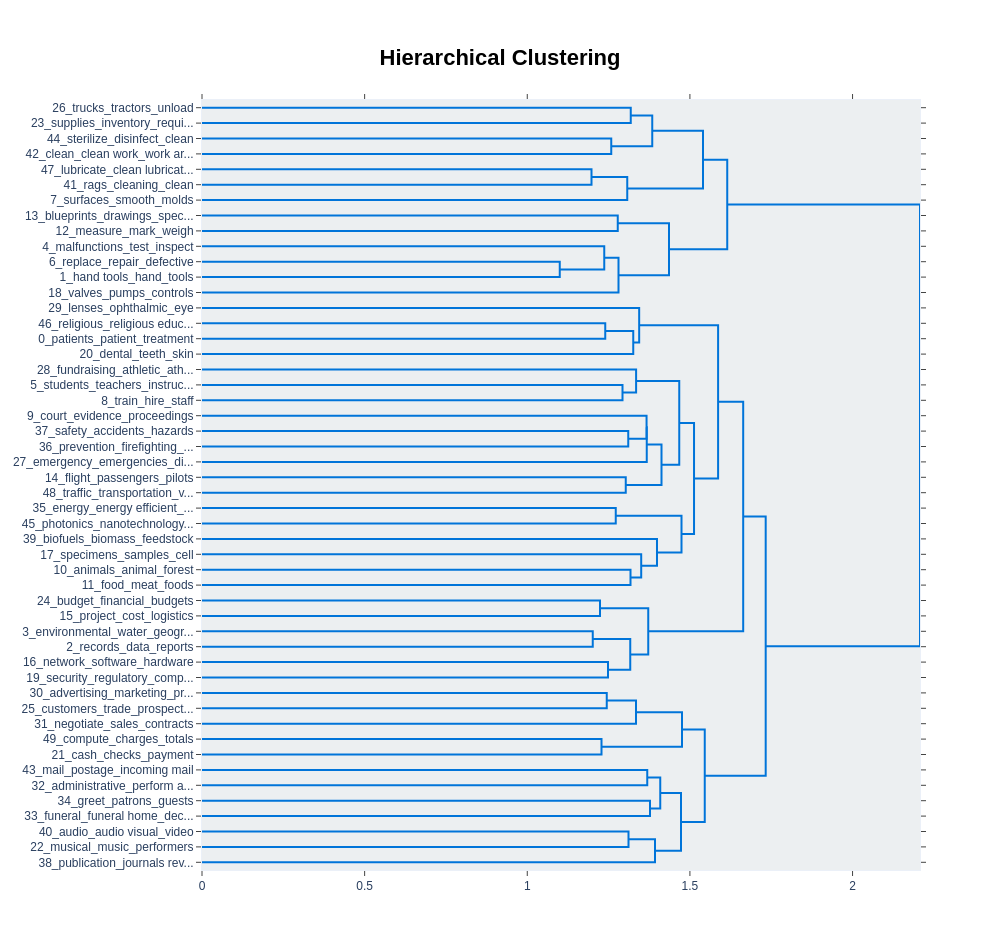 Hierarchical Clustering
26_trucks_tractors_unload
23_supplies_inventory_requi...
44_sterilize_disinfect_clean
42_clean_clean work_work ar...
47_lubricate_clean lubricat...
41_rags_cleaning_clean
7_surfaces_smooth_molds
13_blueprints_drawings_spec...
12_measure_mark_weigh
4_malfunctions_test_inspect
6_replace_repair_defective
1_hand tools_hand_tools
18_valves_pumps_controls
29_lenses_ophthalmic_eye
46_religious_religious educ...
0_patients_patient_treatment
20_dental_teeth_skin
28_fundraising_athletic_ath...
5_students_teachers_instruc...
8_train_hire_staff
9_court_evidence_proceedings
37_safety_accidents_hazards
36_prevention_firefighting_...
27_emergency_emergencies_di...
14_flight_passengers_pilots
48_traffic_transportation_v...
35_energy_energy efficient_...
45_photonics_nanotechnology...
39_biofuels_biomass_feedstock
17_specimens_samples_cell
10_animals_animal_forest
11_food_meat_foods
24_budget_financial_budgets
15_project_cost_logistics
3_environmental_water_geogr...
2_records_data_reports
16_network_software_hardware
19_security_regulatory_comp...
30_advertising_marketing_pr...
25_customers_trade_prospect...
31_negotiate_sales_contracts
49_compute_charges_totals
21_cash_checks_payment
43_mail_postage_incoming mail
32_administrative_perform a...
34_greet_patrons_guests
33_funeral_funeral home_dec...
40_audio_audio visual_video
22_musical_music_performers
38_publication_journals rev...
0 0.5 1 1.5 2